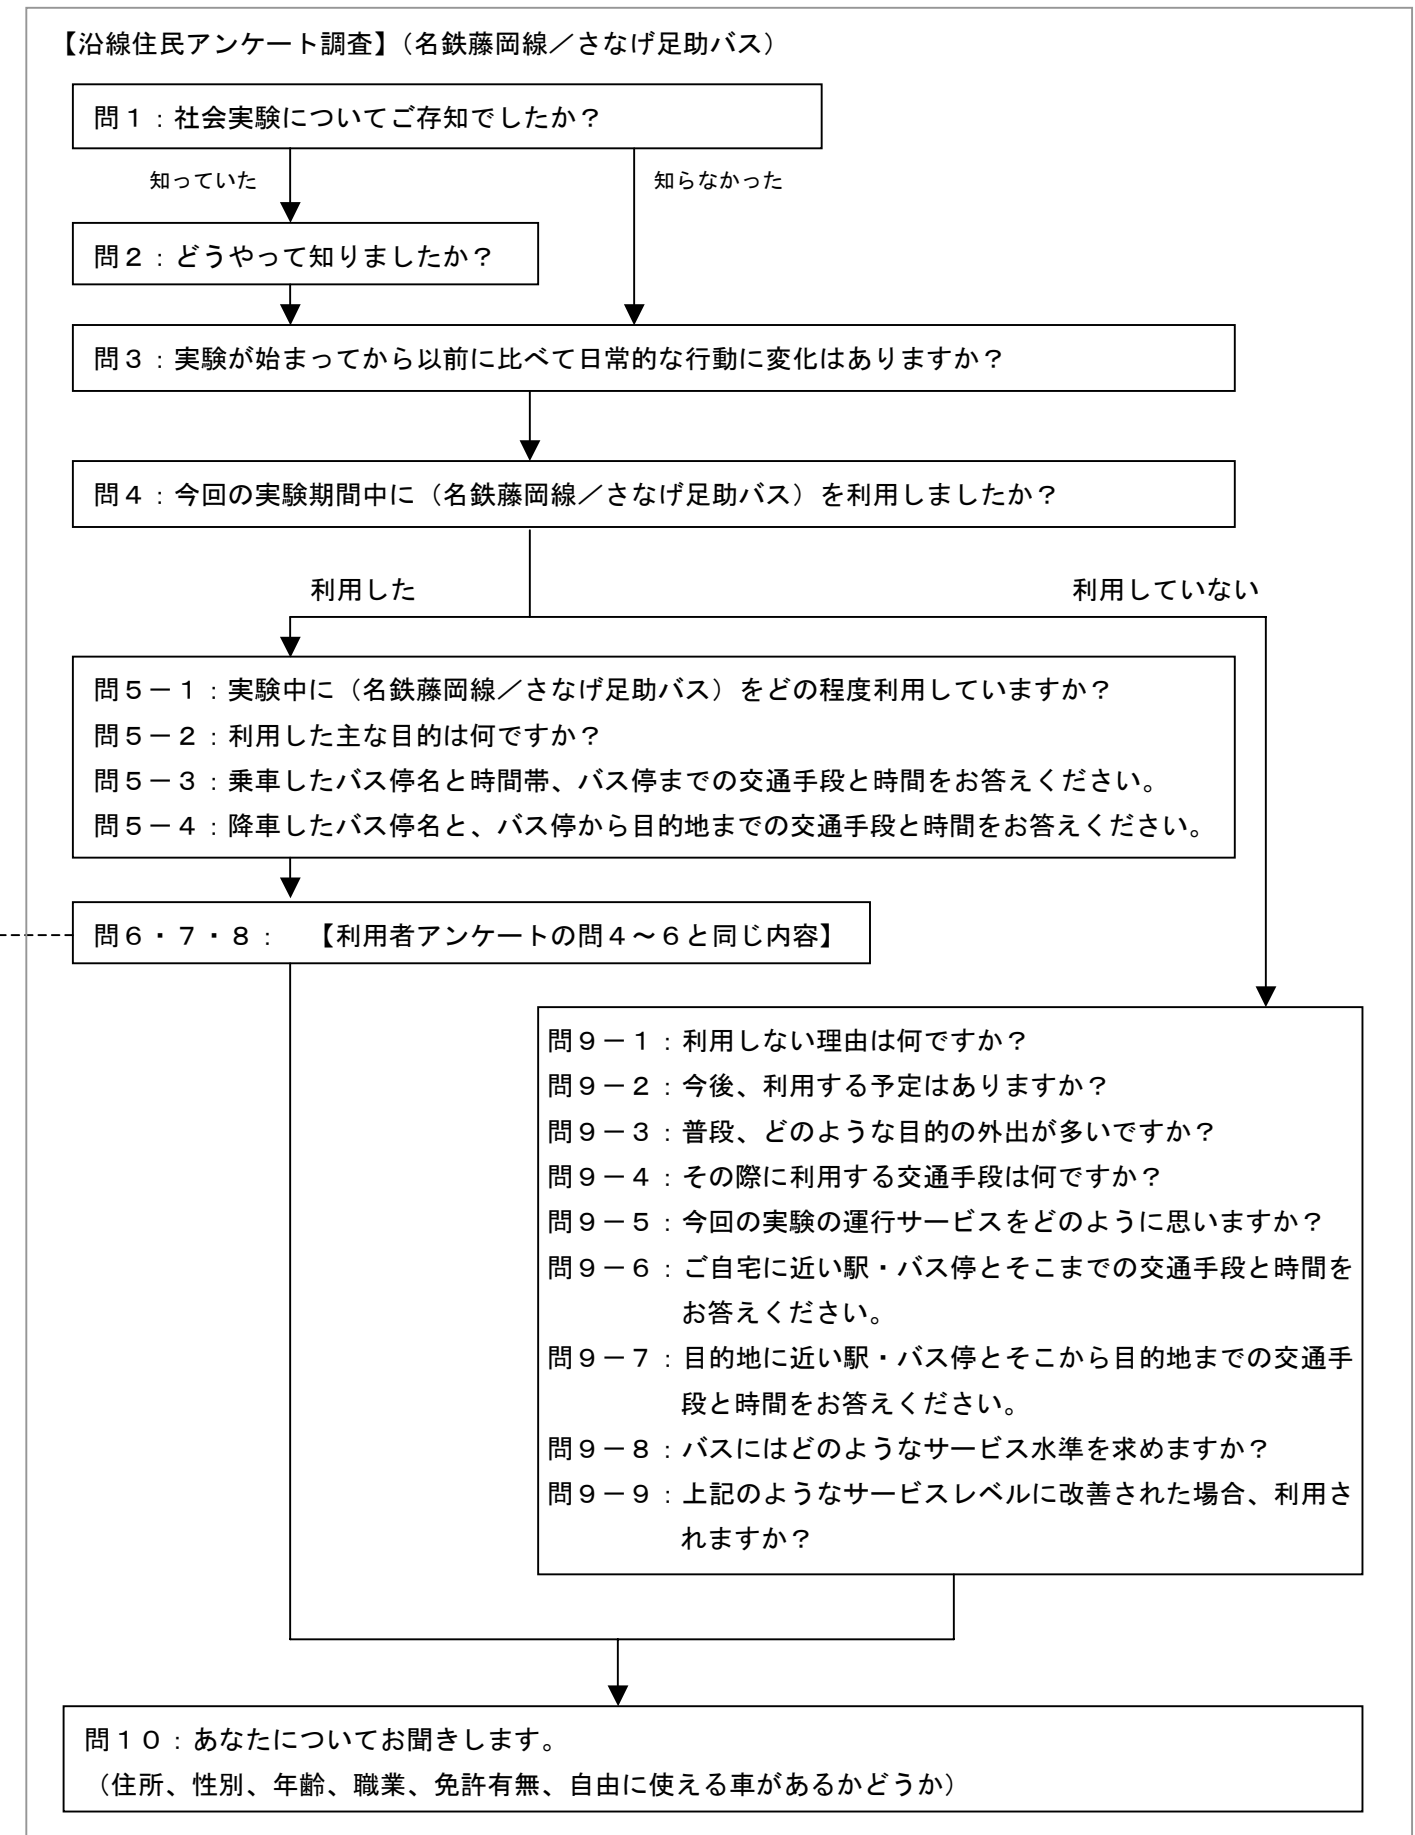 【沿線住民アンケート調査】（名鉄藤岡線／さなげ足助バス）
問１：社会実験についてご存知でしたか？
知っていた
知らなかった
問２：どうやって知りましたか？
問３：実験が始まってから以前に比べて日常的な行動に変化はありますか？
問４：今回の実験期間中に（名鉄藤岡線／さなげ足助バス）を利用しましたか？
利用した
利用していない
問５－１：実験中に（名鉄藤岡線／さなげ足助バス）をどの程度利用していますか？
問５－２：利用した主な目的は何ですか？
問５－３：乗車したバス停名と時間帯、バス停までの交通手段と時間をお答えください。
問５－４：降車したバス停名と、バス停から目的地までの交通手段と時間をお答えください。
問６・７・８：　【利用者アンケートの問４～６と同じ内容】
問９－１：利用しない理由は何ですか？
問９－２：今後、利用する予定はありますか？
問９－３：普段、どのような目的の外出が多いですか？
問９－４：その際に利用する交通手段は何ですか？
問９－５：今回の実験の運行サービスをどのように思いますか？
問９－６：ご自宅に近い駅・バス停とそこまでの交通手段と時間を
お答えください。
問９－７：目的地に近い駅・バス停とそこから目的地までの交通手
段と時間をお答えください。
問９－８：バスにはどのようなサービス水準を求めますか？
問９－９：上記のようなサービスレベルに改善された場合、利用さ
れますか？
問１０：あなたについてお聞きします。
（住所、性別、年齢、職業、免許有無、自由に使える車があるかどうか）